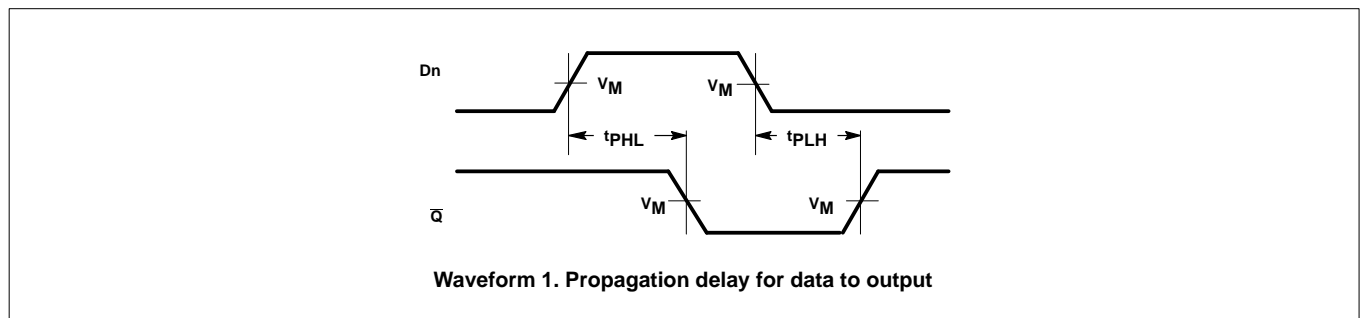 Dn
VM VM
tPHL tPLH
VM VM
Q̅
Waveform 1. Propagation delay for data to output